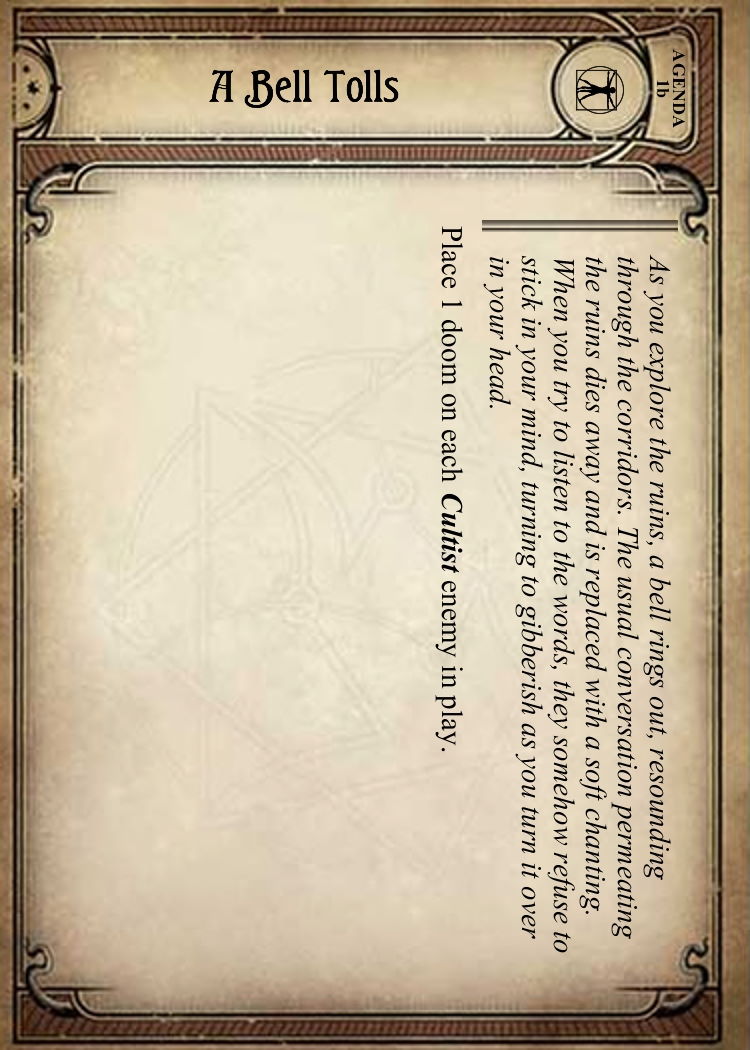 AGENDA
1b
A Bell Tolls
As you explore the ruins, a bell rings out, resounding
through the corridors. The usual conversation permeating
the ruins dies away and is replaced with a soft chanting.
When you try to listen to the words, they somehow refuse to
stick in your mind, turning to gibberish as you turn it over
in your head.
Place 1 doom on each Cultist enemy in play.